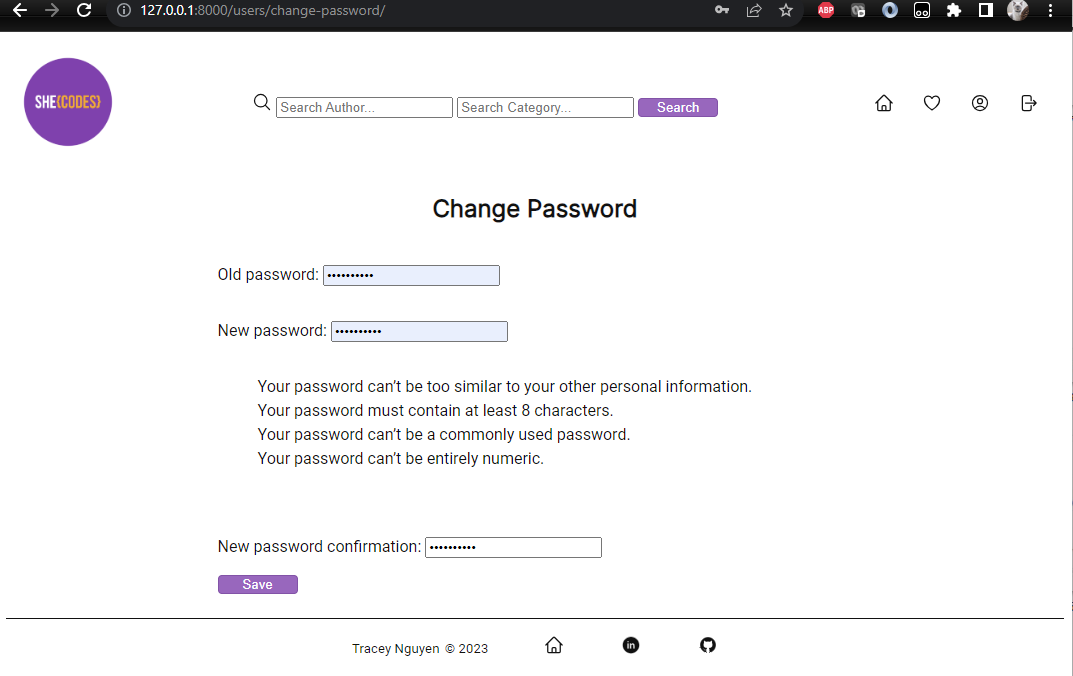 127.0.0.1:8000/users/change-password/
ABP
SHE{CODES}
Search Author...
Search Category...
Search
Change Password
Old password: ••••••••••
New password: ••••••••••
Your password can’t be too similar to your other personal information.
Your password must contain at least 8 characters.
Your password can’t be a commonly used password.
Your password can’t be entirely numeric.
New password confirmation: ••••••••••
Save
Tracey Nguyen © 2023
in